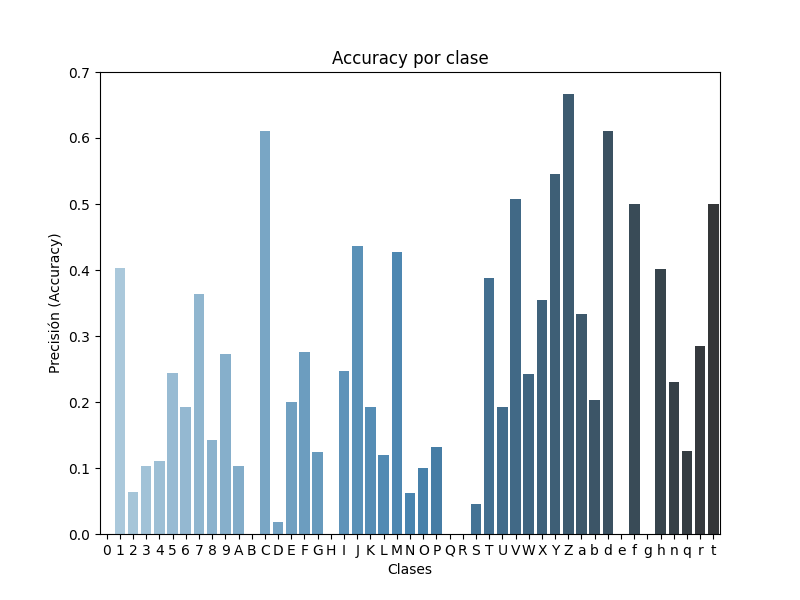 Accuracy por clase
0.7
0.6
0.5
0.4
0.3
0.2
0.1
0.0
Precisión (Accuracy)
0 1 2 3 4 5 6 7 8 9 A B C D E F G H I J K L M N O P Q R S T U V W X Y Z a b d e f g h n q r t
Clases